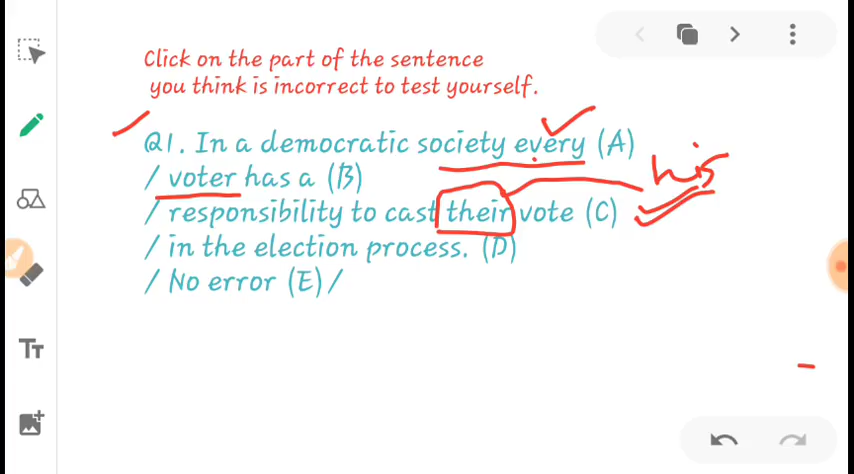 Click on the part of the sentence
you think is incorrect to test yourself.
Q1. In a democratic society every (A)
/ voter has a (B)
his
/ responsibility to cast their vote (C)
/ in the election process. (D)
/ No error (E) /
TT